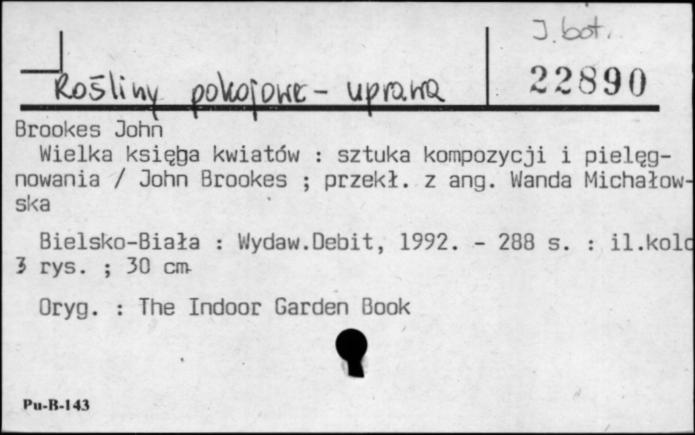 J. bot.
22890
Rośliny pokojowe - uprawa
Brookes John
Wielka księga kwiatów : sztuka kompozycji i pielęg-
nowania / John Brookes ; przekł. z ang. Wanda Michałow-
ska
Bielsko-Biała : Wydaw.Debit, 1992. - 288 s. : il.kolo
3 rys. ; 30 cm
Oryg. : The Indoor Garden Book
Pu-B-143